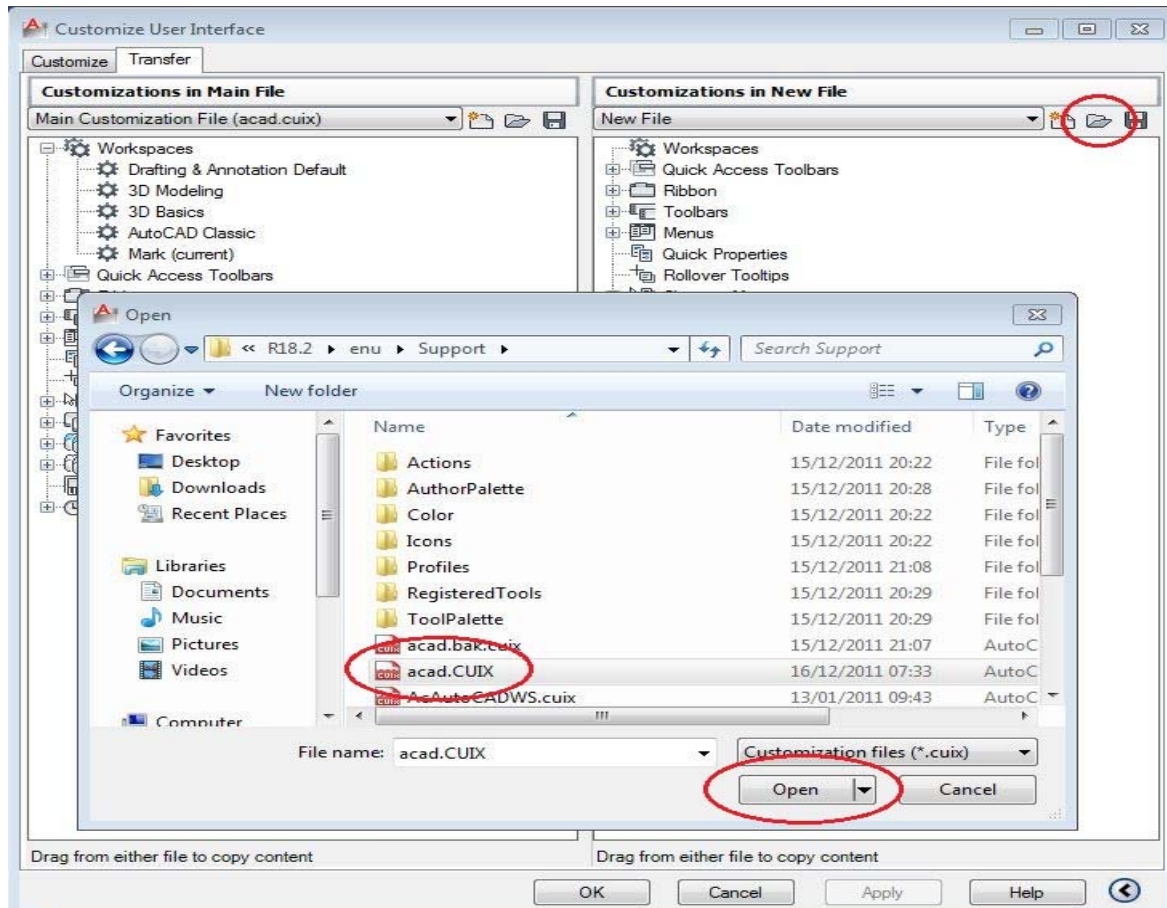 Customize User Interface
Customize Transfer
Customizations in Main File
Main Customization File (acad.cuix)
Workspaces
Drafting & Annotation Default
3D Modeling
3D Basics
AutoCAD Classic
Mark (current)
Quick Access Toolbars
Customizations in New File
New File
Workspaces
Quick Access Toolbars
Ribbon
Toolbars
Menus
Quick Properties
Rollover Tooltips
Open
« R18.2 enu Support
Search Support
Organize New folder
Favorites
Desktop
Downloads
Recent Places
Libraries
Documents
Music
Pictures
Videos
Computer
Name Date modified Type
Actions 15/12/2011 20:22 File fol
AuthorPalette 15/12/2011 20:28 File fol
Color 15/12/2011 20:22 File fol
Icons 15/12/2011 20:22 File fol
Profiles 15/12/2011 21:08 File fol
RegisteredTools 15/12/2011 20:29 File fol
ToolPalette 15/12/2011 20:29 File fol
acad.bak.cuix 15/12/2011 21:07 AutoC
acad.CUIX 16/12/2011 07:33 AutoC
AcAutoCADWS.cuix 13/01/2011 09:43 AutoC
File name: acad.CUIX Customization files (*.cuix)
Open Cancel
Drag from either file to copy content
Drag from either file to copy content
OK Cancel Apply Help